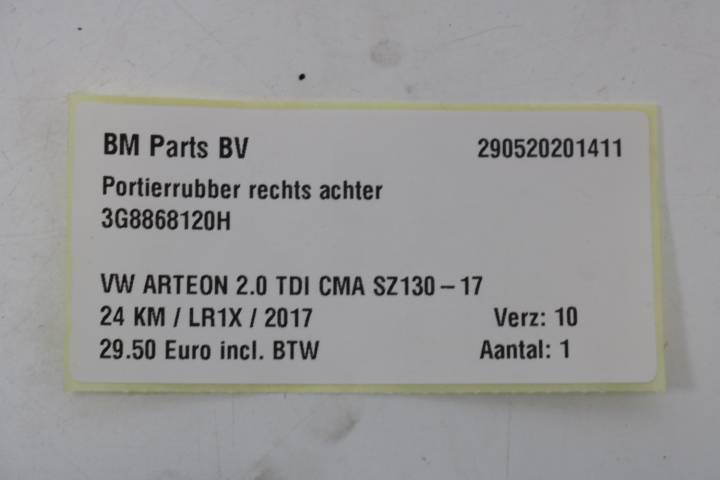 BM Parts BV 290520201411
Portierrubber rechts achter
3G8868120H
VW ARTEON 2.0 TDI CMA SZ130 – 17
24 KM / LR1X / 2017 Verz: 10
29.50 Euro incl. BTW Aantal: 1